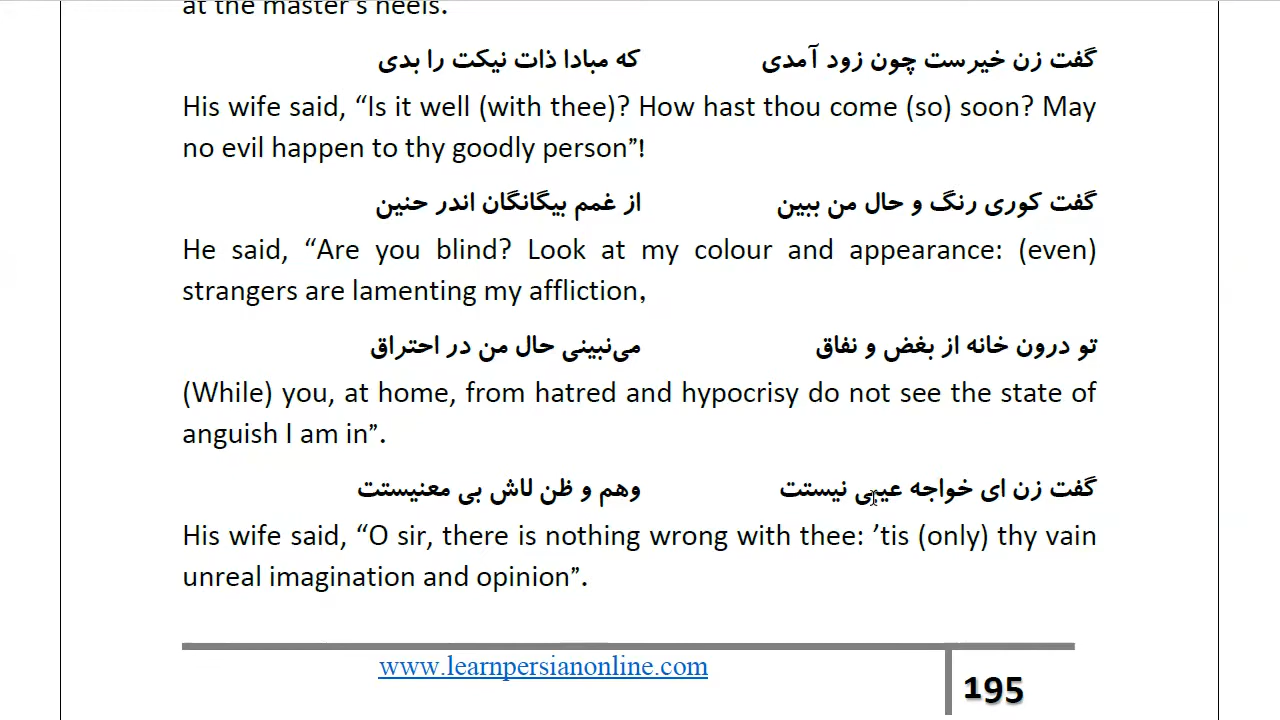 at the master's heels.
گفت زن خیرست چون زود آمدی که مبادا ذات نیکت را بدی
His wife said, “Is it well (with thee)? How hast thou come (so) soon? May
no evil happen to thy goodly person”!
گفت کوری رنگ و حال من ببین از غمم بیگانگان اندر حنین
He said, “Are you blind? Look at my colour and appearance: (even)
strangers are lamenting my affliction,
تو درون خانه از بغض و نفاق می‌نبینی حال من در احتراق
(While) you, at home, from hatred and hypocrisy do not see the state of
anguish I am in”.
گفت زن ای خواجه عیبی نیستت وهم و ظن لاش بی معنیستت
His wife said, “O sir, there is nothing wrong with thee: ’tis (only) thy vain
unreal imagination and opinion”.
www.learnpersianonline.com
195